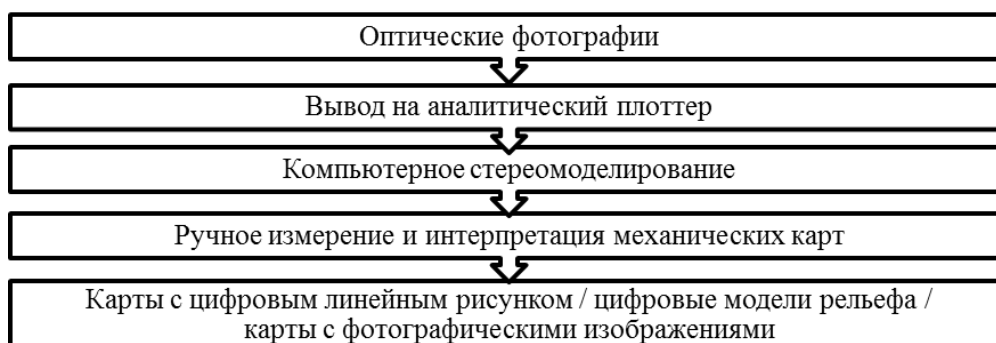 Оптические фотографии
Вывод на аналитический плоттер
Компьютерное стереомоделирование
Ручное измерение и интерпретация механических карт
Карты с цифровым линейным рисунком / цифровые модели рельефа /
карты с фотографическими изображениями